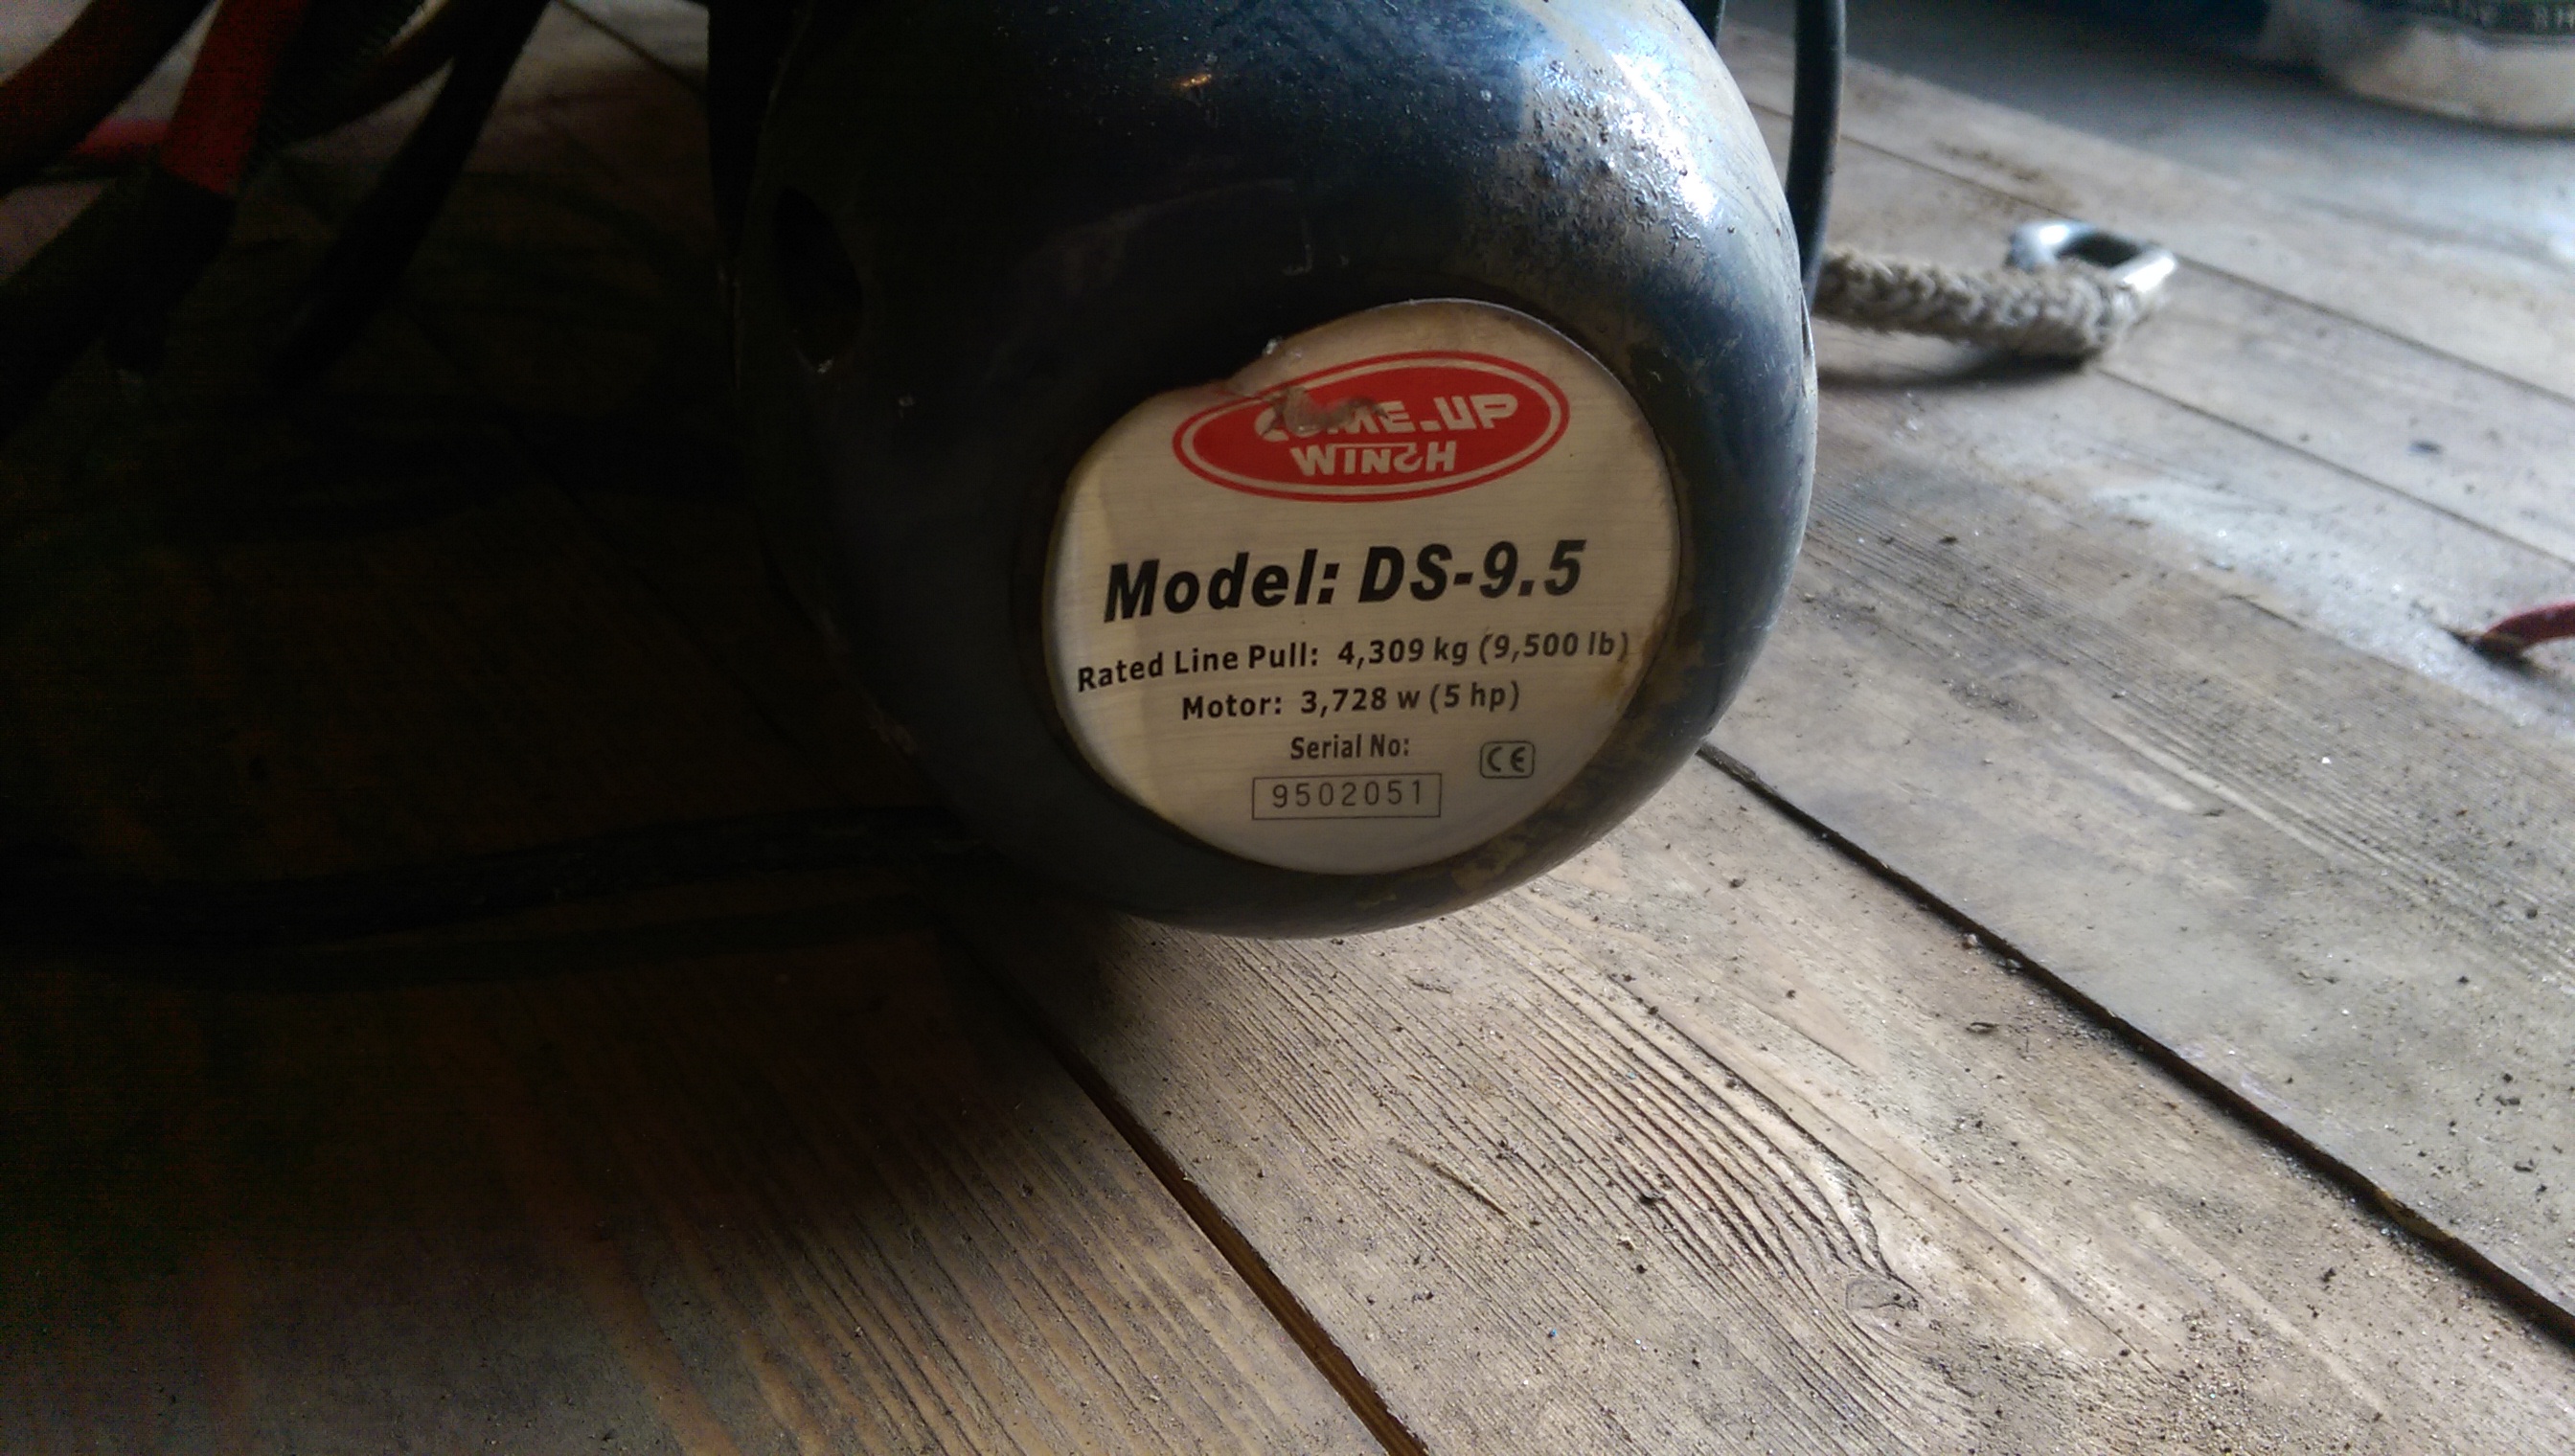 COME.UP
WINCH
Model: DS-9.5
Rated Line Pull: 4,309 kg (9,500 lb)
Motor: 3,728 w (5 hp)
Serial No:
CE
9502051